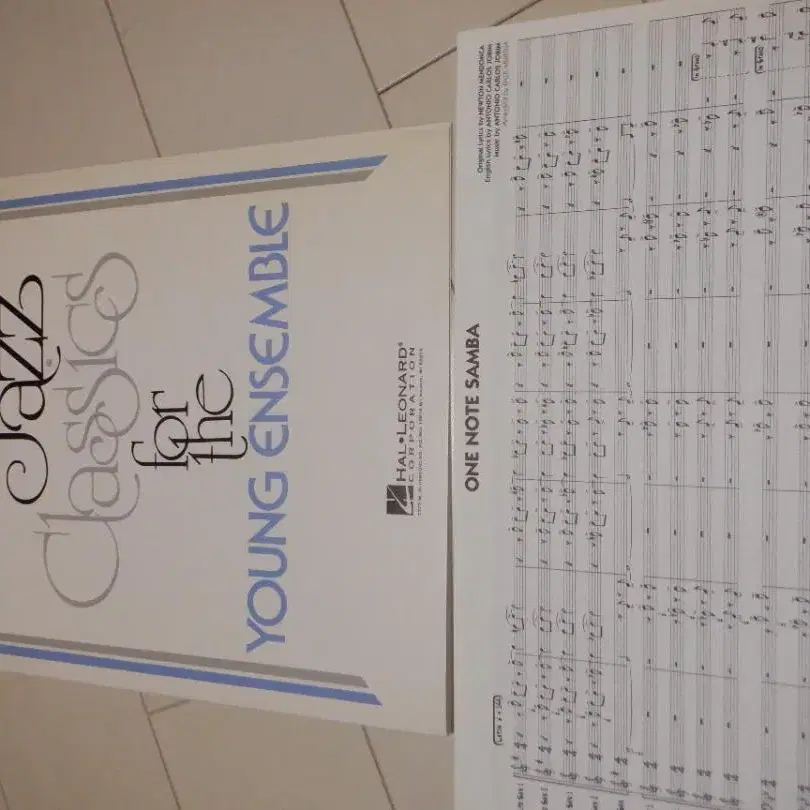 Jazz
Classics
for
the
YOUNG ENSEMBLE
HAL•LEONARD®
CORPORATION
ONE NOTE SAMBA
Original Lyrics by NEWTON MENDONCA
English Lyrics by ANTONIO CARLOS JOBIM
Music by ANTONIO CARLOS JOBIM